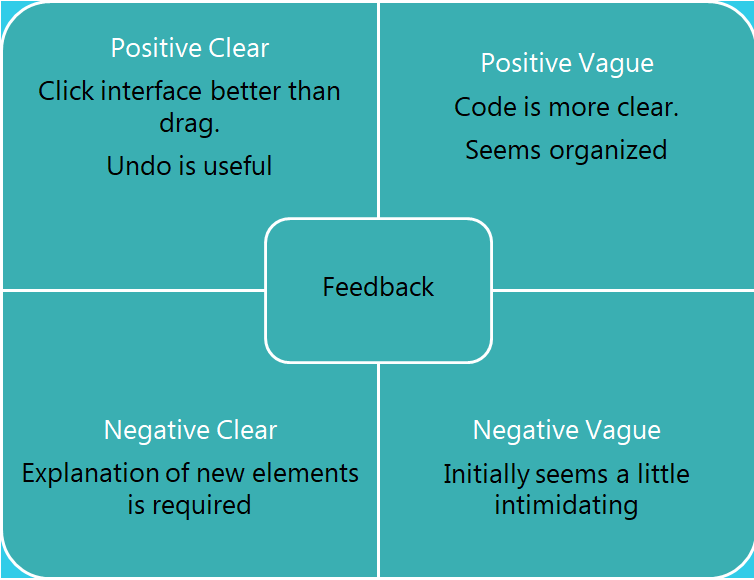 Positive Clear
Click interface better than
drag.
Undo is useful
Positive Vague
Code is more clear.
Seems organized
Feedback
Negative Clear
Explanation of new elements
is required
Negative Vague
Initially seems a little
intimidating